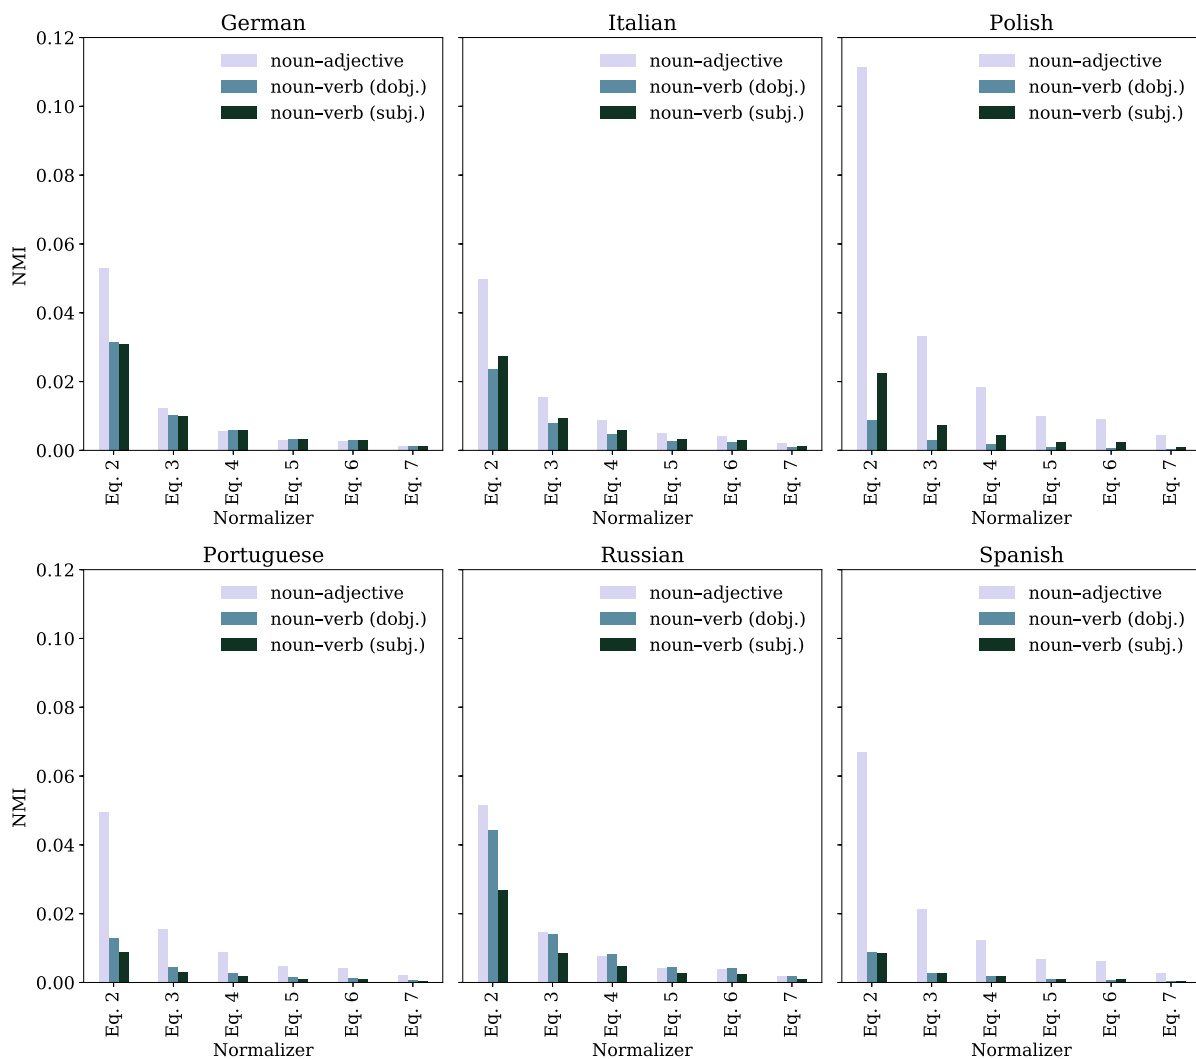 German
0.12
0.10
0.08
0.06
0.04
0.02
0.00
NMI
noun–adjective
noun–verb (dobj.)
noun–verb (subj.)
Eq. 2
Eq. 3
Eq. 4
Eq. 5
Eq. 6
Eq. 7
Normalizer
Italian
noun–adjective
noun–verb (dobj.)
noun–verb (subj.)
Eq. 2
Eq. 3
Eq. 4
Eq. 5
Eq. 6
Eq. 7
Normalizer
Polish
noun–adjective
noun–verb (dobj.)
noun–verb (subj.)
Eq. 2
Eq. 3
Eq. 4
Eq. 5
Eq. 6
Eq. 7
Normalizer
Portuguese
0.12
0.10
0.08
0.06
0.04
0.02
0.00
NMI
noun–adjective
noun–verb (dobj.)
noun–verb (subj.)
Eq. 2
Eq. 3
Eq. 4
Eq. 5
Eq. 6
Eq. 7
Normalizer
Russian
noun–adjective
noun–verb (dobj.)
noun–verb (subj.)
Eq. 2
Eq. 3
Eq. 4
Eq. 5
Eq. 6
Eq. 7
Normalizer
Spanish
noun–adjective
noun–verb (dobj.)
noun–verb (subj.)
Eq. 2
Eq. 3
Eq. 4
Eq. 5
Eq. 6
Eq. 7
Normalizer